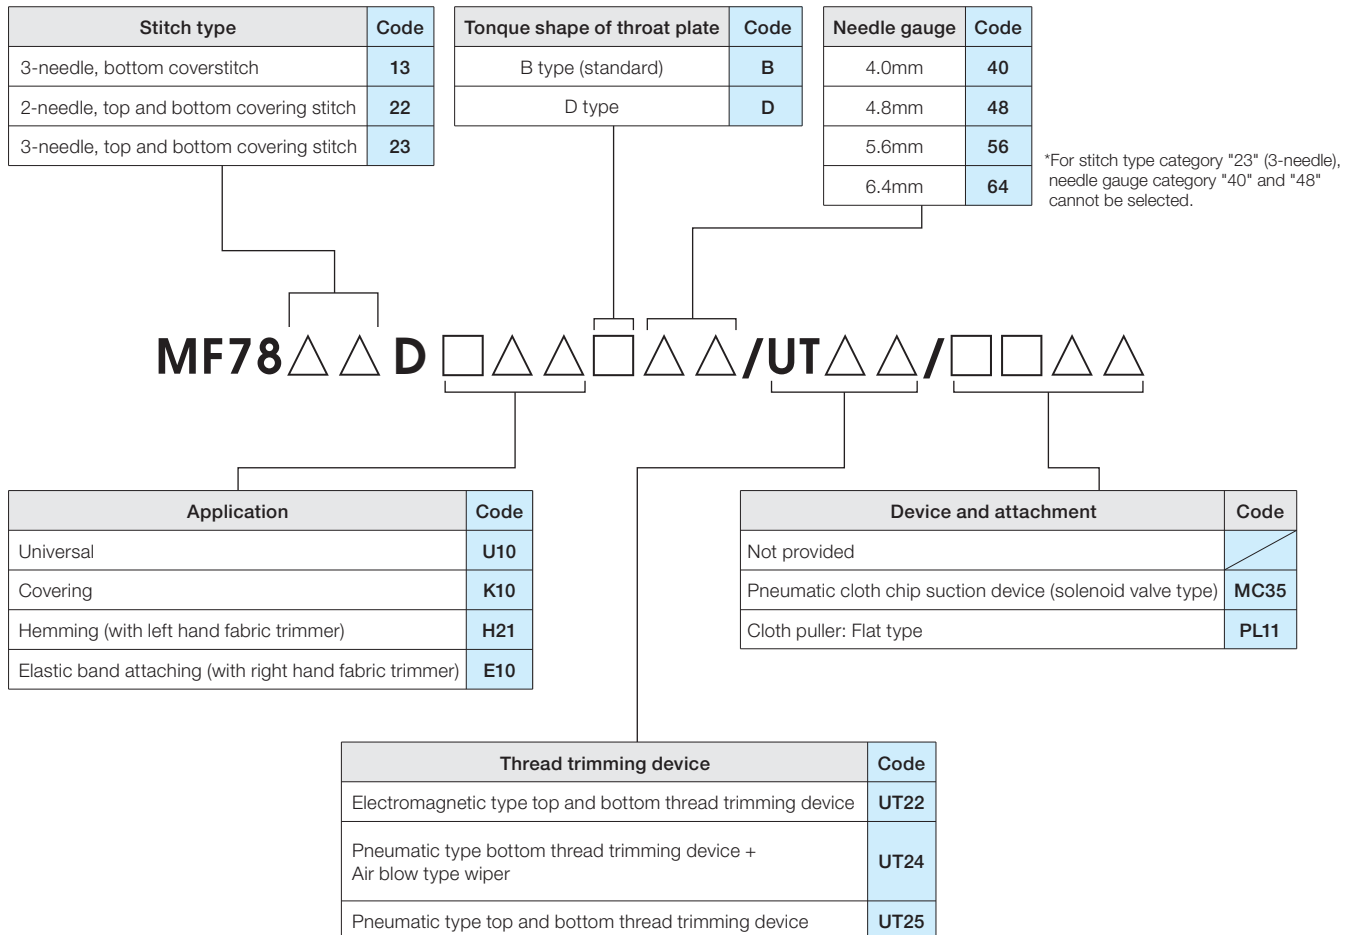 Stitch type Code
3-needle, bottom coverstitch 13
2-needle, top and bottom covering stitch 22
3-needle, top and bottom covering stitch 23
Tonque shape of throat plate Code
B type (standard) B
D type D
Needle gauge Code
4.0mm 40
4.8mm 48
5.6mm 56
6.4mm 64
*For stitch type category "23" (3-needle),
needle gauge category "40" and "48"
cannot be selected.
MF78△△D□△△□△△/UT△△/□□△△
Application Code
Universal U10
Covering K10
Hemming (with left hand fabric trimmer) H21
Elastic band attaching (with right hand fabric trimmer) E10
Device and attachment Code
Not provided
Pneumatic cloth chip suction device (solenoid valve type) MC35
Cloth puller: Flat type PL11
Thread trimming device Code
Electromagnetic type top and bottom thread trimming device UT22
Pneumatic type bottom thread trimming device +
Air blow type wiper UT24
Pneumatic type top and bottom thread trimming device UT25